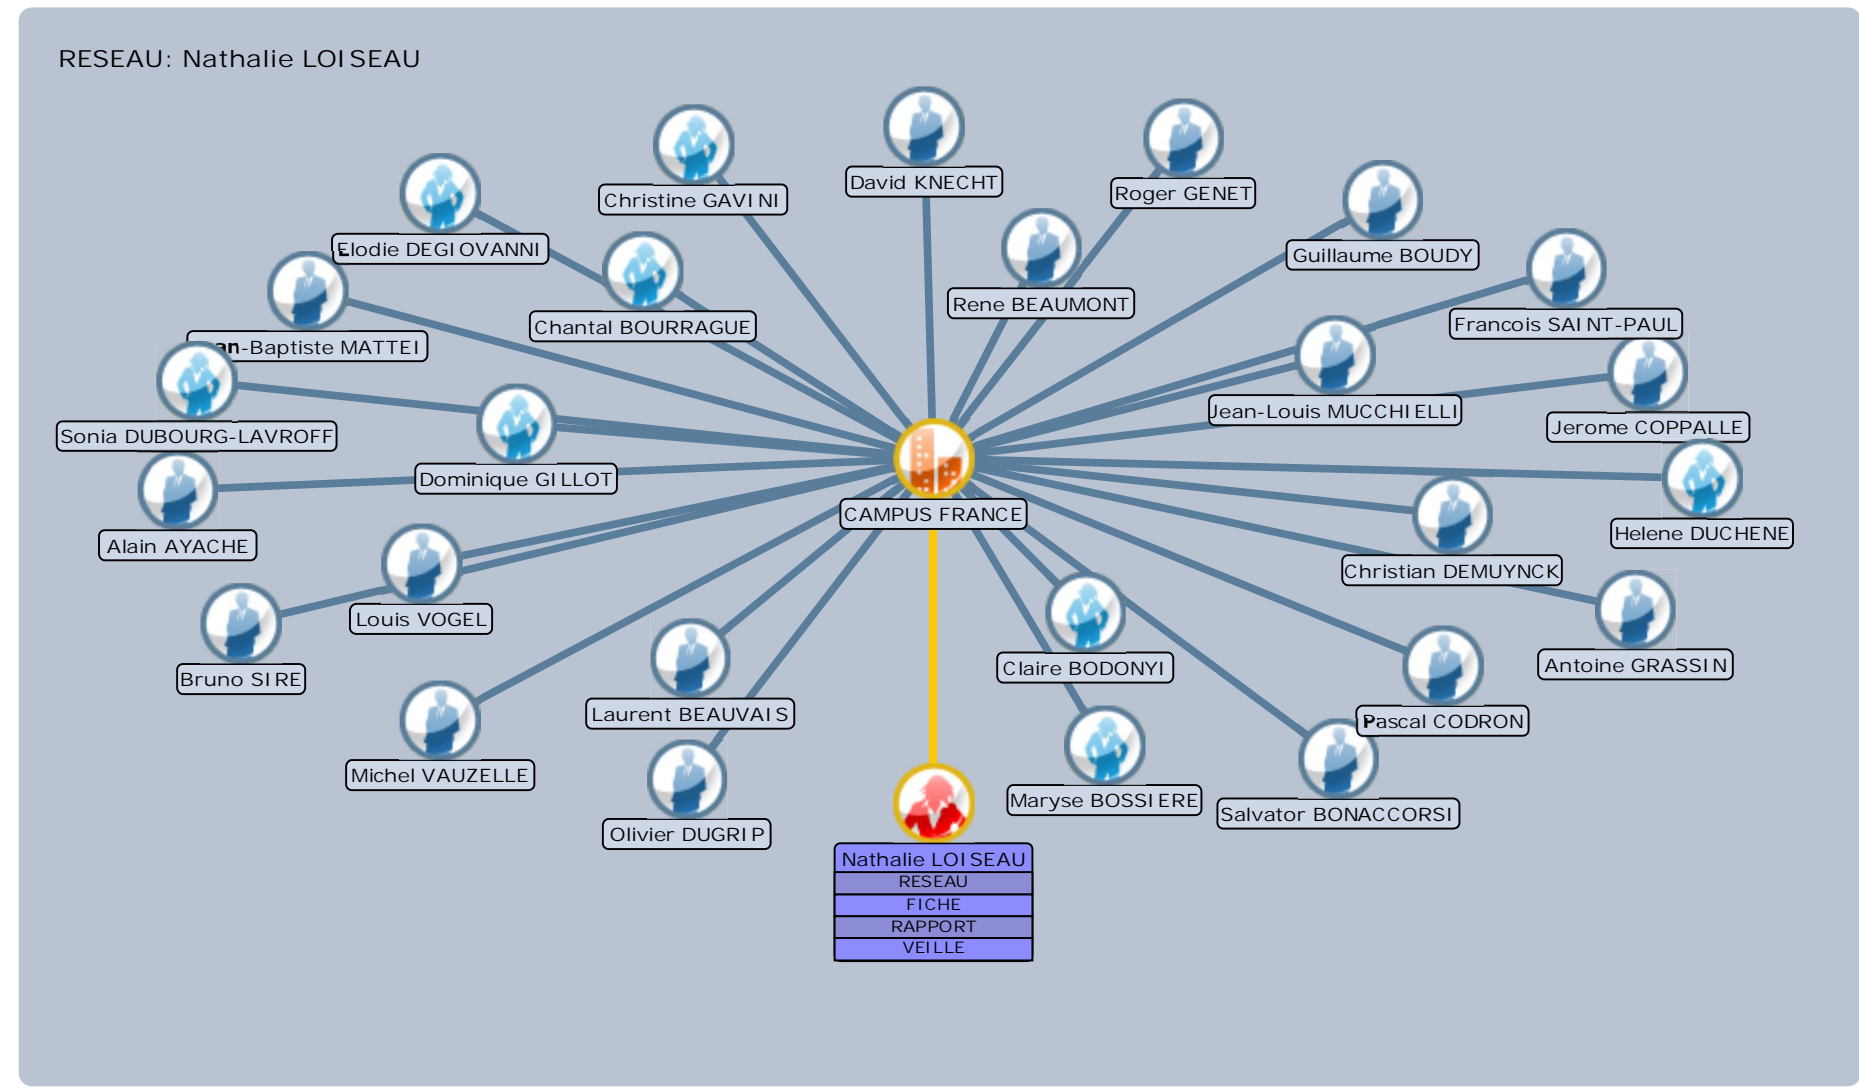 RESEAU: Nathalie LOISEAU
David KNECHT
Christine GAVINI
Roger GENET
Elodie DEGIOVANNI
Guillaume BOUDY
Rene BEAUMONT
Chantal BOURRAGUE
Francois SAINT-PAUL
an-Baptiste MATTEI
Jean-Louis MUCCHIELLI
Jerome COPPALLE
Sonia DUBOURG-LAVROFF
Dominique GILLOT
CAMPUS FRANCE
Helene DUCHENE
Alain AYACHE
Christian DEMUYNCK
Louis VOGEL
Antoine GRASSIN
Claire BODONYI
Bruno SIRE
Laurent BEAUVAIS
Pascal CODRON
Michel VAUZELLE
Maryse BOSSIERE
Salvator BONACCORSI
Olivier DUGRIP
Nathalie LOISEAU
RESEAU
FICHE
RAPPORT
VEILLE